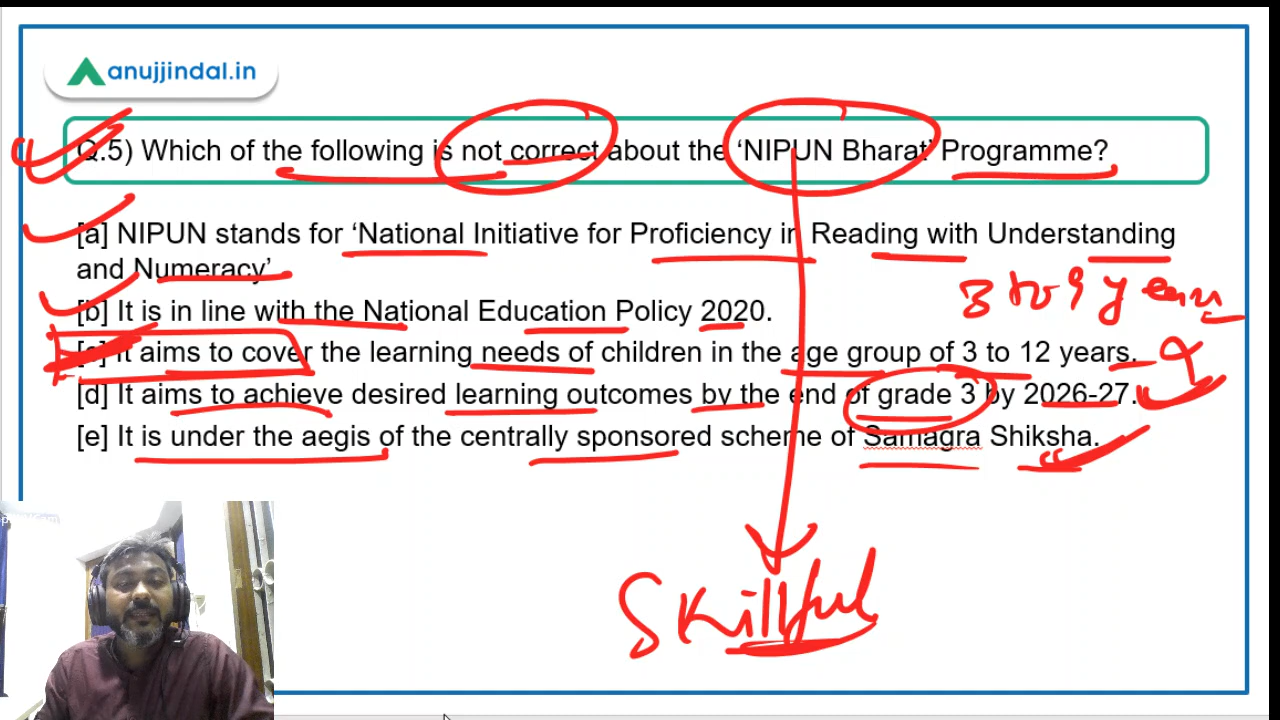 anujjindal.in
Q.5) Which of the following is not correct about the ‘NIPUN Bharat’ Programme?
[a] NIPUN stands for ‘National Initiative for Proficiency in Reading with Understanding
and Numeracy’
3 to 9 years
[b] It is in line with the National Education Policy 2020.
[c] It aims to cover the learning needs of children in the age group of 3 to 12 years.
[d] It aims to achieve desired learning outcomes by the end of grade 3 by 2026-27.
[e] It is under the aegis of the centrally sponsored scheme of Samagra Shiksha.
Skillful